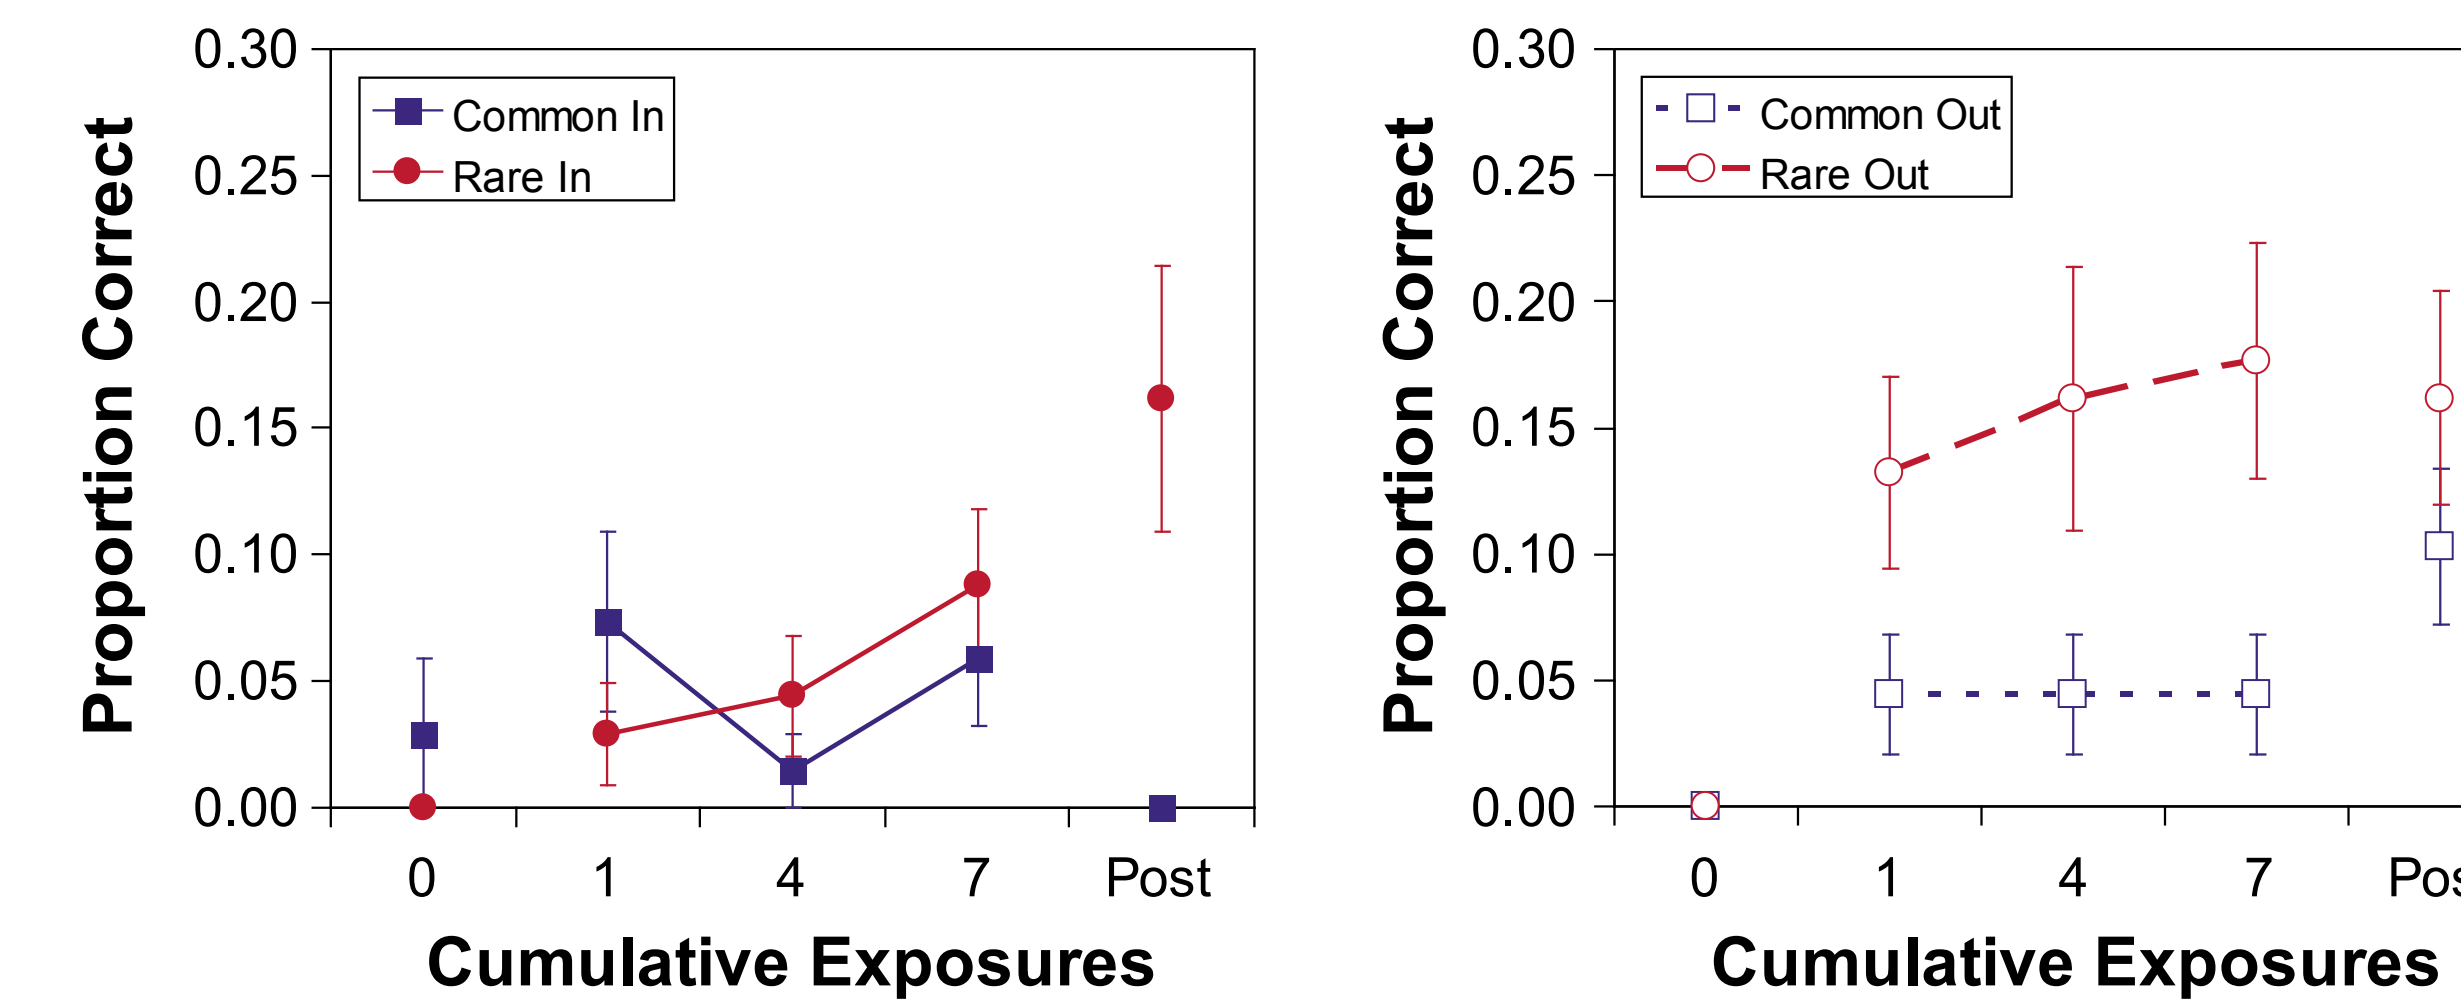 Proportion Correct
0.30
0.25
0.20
0.15
0.10
0.05
0.00
Common In
Rare In
0 1 4 7 Post
Cumulative Exposures
Proportion Correct
0.30
0.25
0.20
0.15
0.10
0.05
0.00
Common Out
Rare Out
0 1 4 7 Pos
Cumulative Exposures